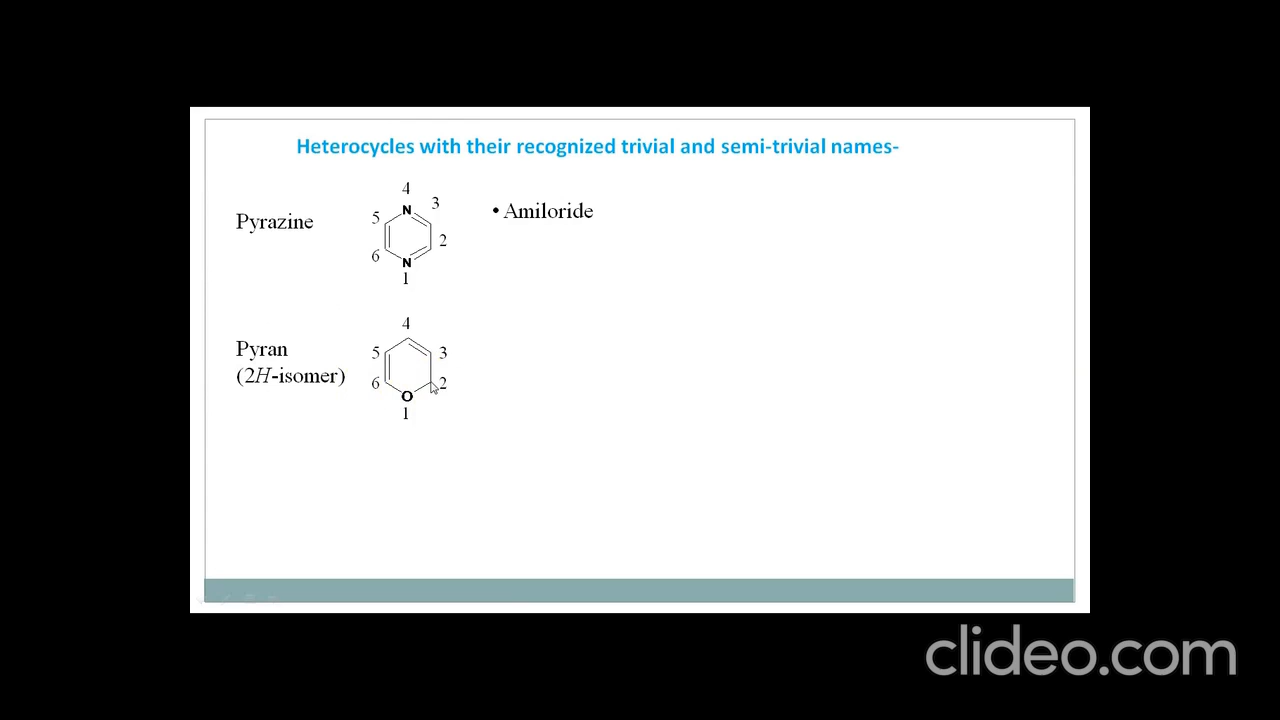 Heterocycles with their recognized trivial and semi-trivial names-
Pyrazine
4
N
3
5
2
6
N
1
• Amiloride
Pyran
(2H-isomer)
4
5
3
6
2
O
1
clideo.com